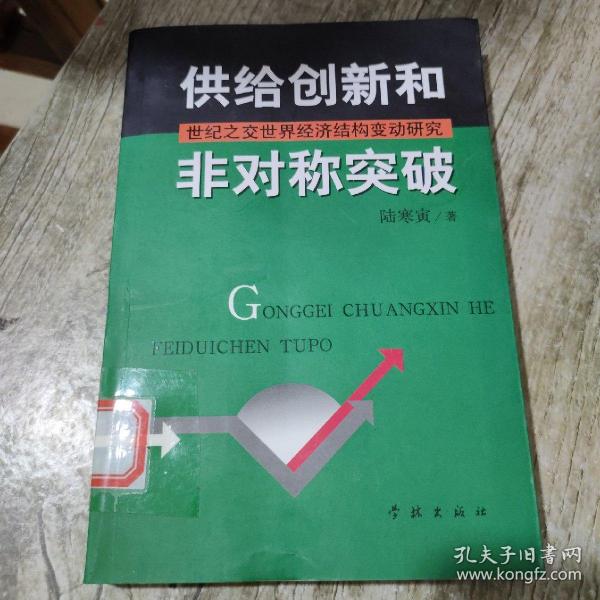 供给创新和
世纪之交世界经济结构变动研究
非对称突破
陆寒寅/著
GONGGEI CHUANGXIN HE
FEIDUICHEN TUPO
学林出版社
孔夫子旧书网
www.kongfz.com